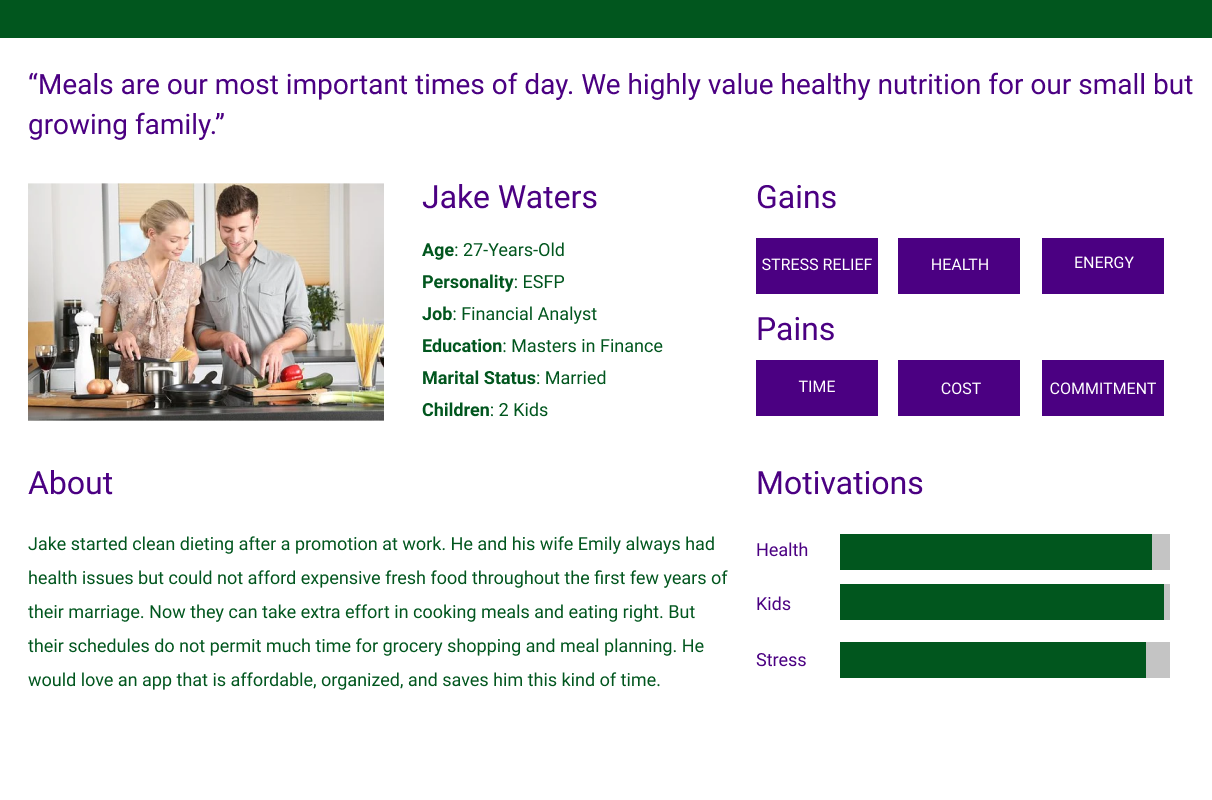 “Meals are our most important times of day. We highly value healthy nutrition for our small but
growing family.”
Jake Waters
Age: 27-Years-Old
Personality: ESFP
Job: Financial Analyst
Education: Masters in Finance
Marital Status: Married
Children: 2 Kids
Gains
STRESS RELIEF
HEALTH
ENERGY
Pains
TIME
COST
COMMITMENT
About
Jake started clean dieting after a promotion at work. He and his wife Emily always had
health issues but could not afford expensive fresh food throughout the first few years of
their marriage. Now they can take extra effort in cooking meals and eating right. But
their schedules do not permit much time for grocery shopping and meal planning. He
would love an app that is affordable, organized, and saves him this kind of time.
Motivations
Health
Kids
Stress